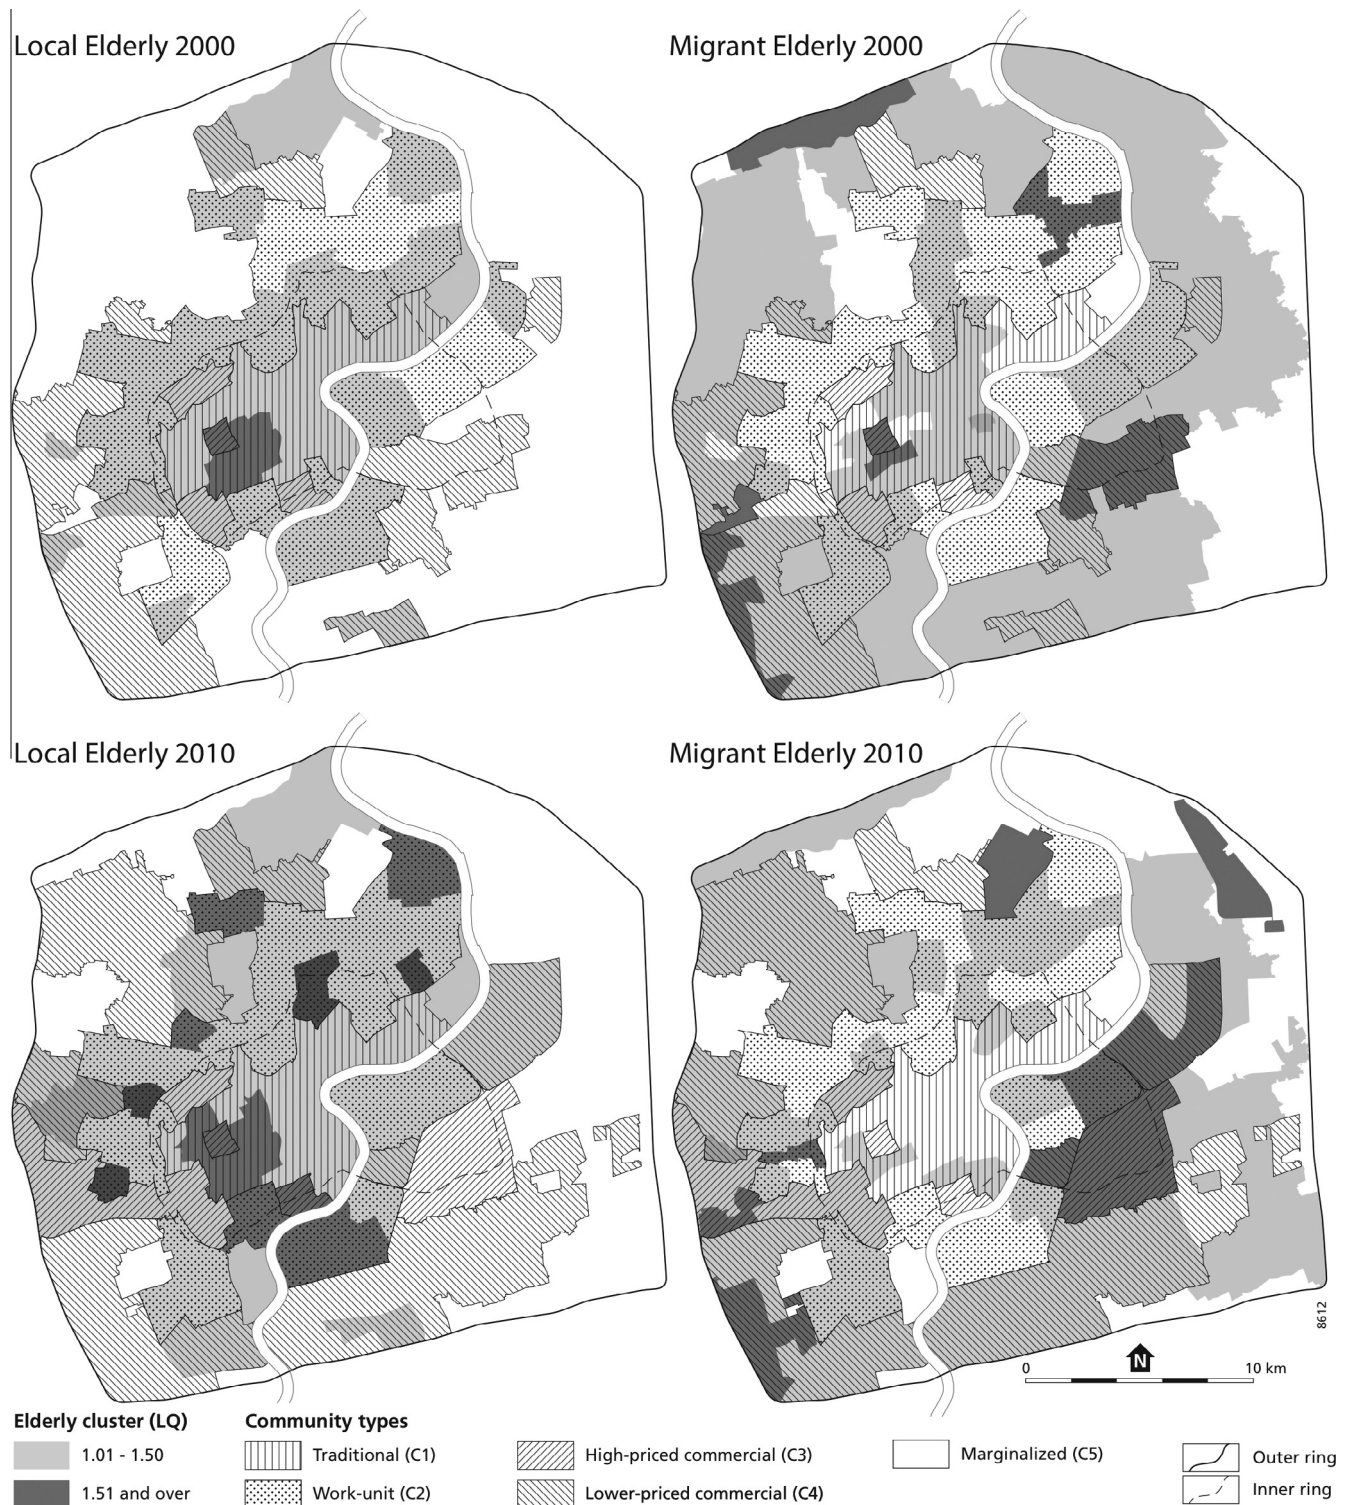 Local Elderly 2000
Migrant Elderly 2000
Local Elderly 2010
Migrant Elderly 2010
8612
N
0 10 km
Elderly cluster (LQ)
1.01 - 1.50
1.51 and over
Community types
Traditional (C1)
Work-unit (C2)
High-priced commercial (C3)
Lower-priced commercial (C4)
Marginalized (C5)
Outer ring
Inner ring